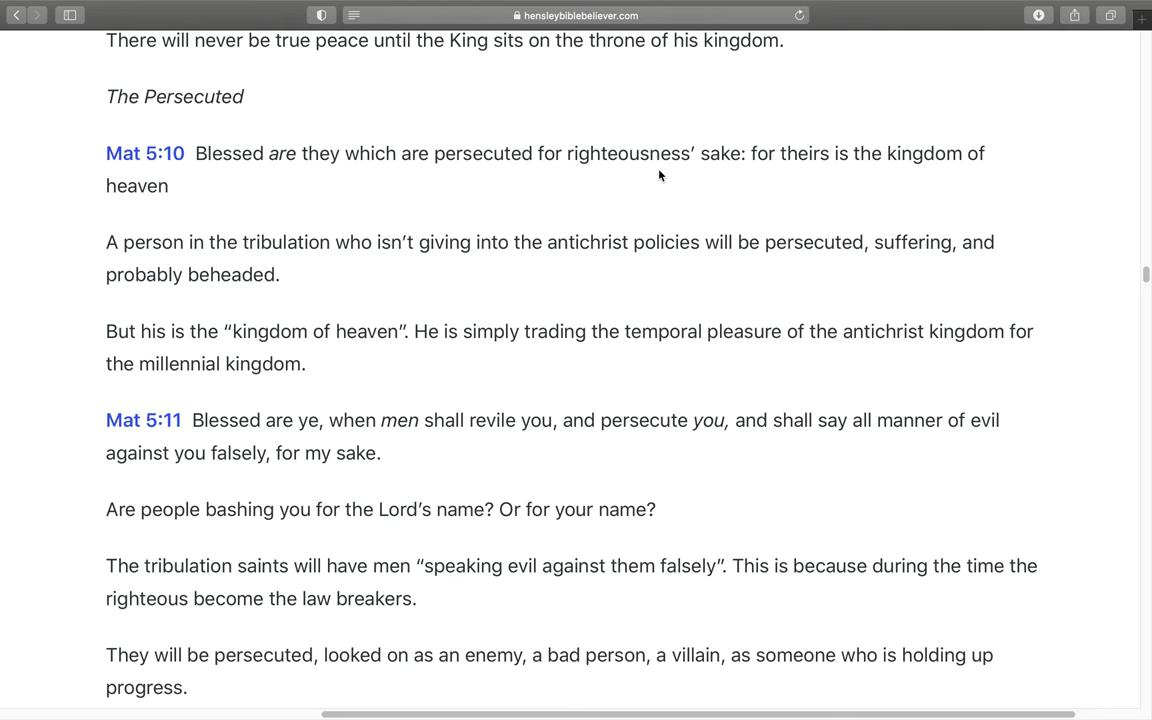 hensleybiblebeliever.com
There will never be true peace until the King sits on the throne of his kingdom.
The Persecuted
Mat 5:10 Blessed are they which are persecuted for righteousness’ sake: for theirs is the kingdom of
heaven
A person in the tribulation who isn’t giving into the antichrist policies will be persecuted, suffering, and
probably beheaded.
But his is the “kingdom of heaven”. He is simply trading the temporal pleasure of the antichrist kingdom for
the millennial kingdom.
Mat 5:11 Blessed are ye, when men shall revile you, and persecute you, and shall say all manner of evil
against you falsely, for my sake.
Are people bashing you for the Lord’s name? Or for your name?
The tribulation saints will have men “speaking evil against them falsely”. This is because during the time the
righteous become the law breakers.
They will be persecuted, looked on as an enemy, a bad person, a villain, as someone who is holding up
progress.